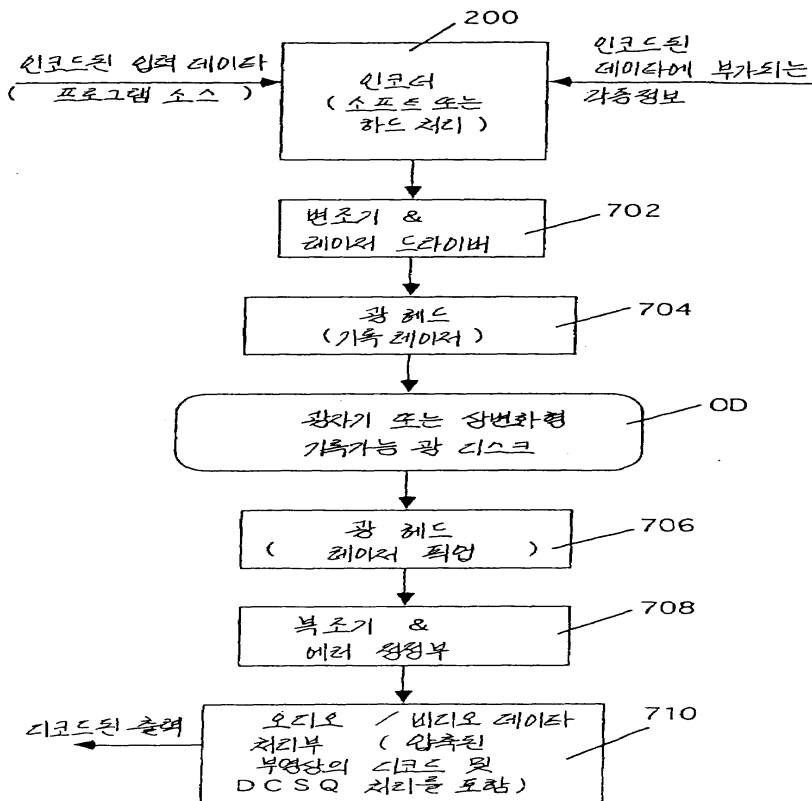 200
인코드된 입력 데이타
( 프로그램 소스 )
인코더
( 소프트 또는
하드 처리 )
인코드된
데이타에 부가되는
각종정보
변조기 &
레이저 드라이버
702
광 헤드
( 기록 레이저 )
704
광자기 또는 상변화형
기록가능 광 디스크
OD
광 헤드
( 레이저 픽업 )
706
복조기 &
에러 정정부
708
디코드된 출력
오디오 / 비디오 데이타
처리부 ( 압축된
부영상의 디코드 및
DCSQ 처리를 포함 )
710